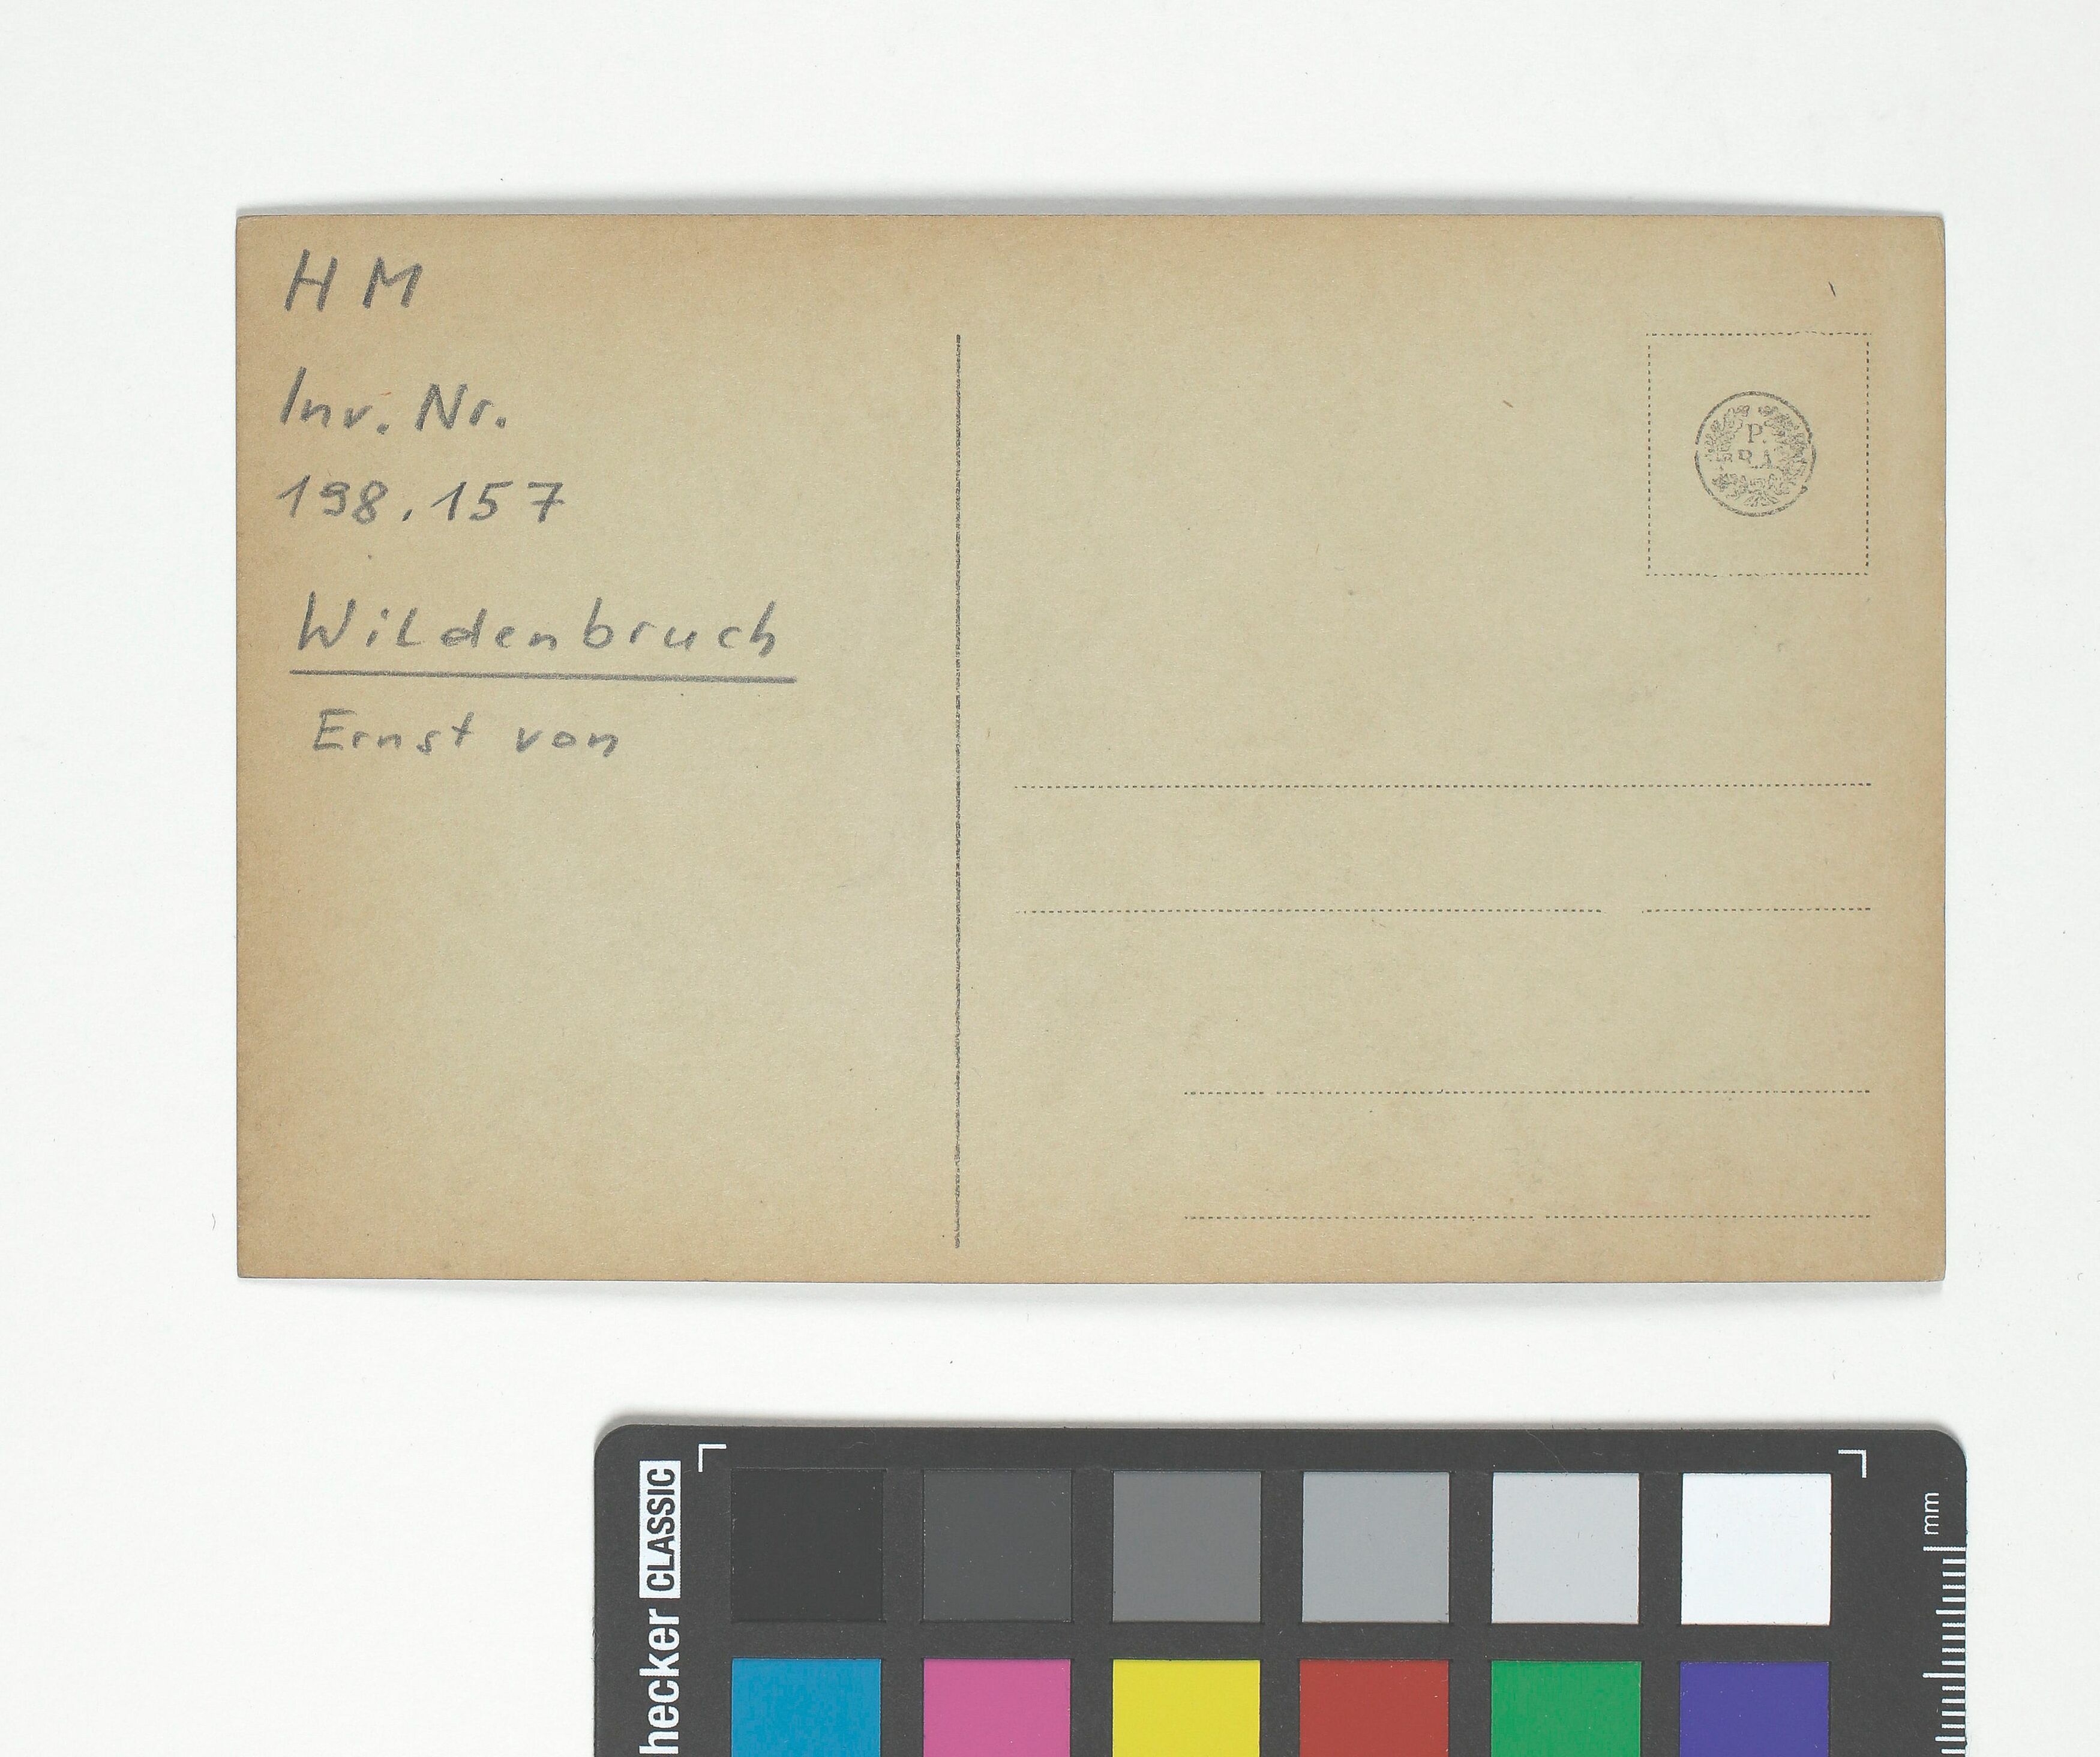 HM
Inv. Nr.
198.157
Wildenbruch
Ernst von
P.
R.A.
hecker CLASSIC
mm